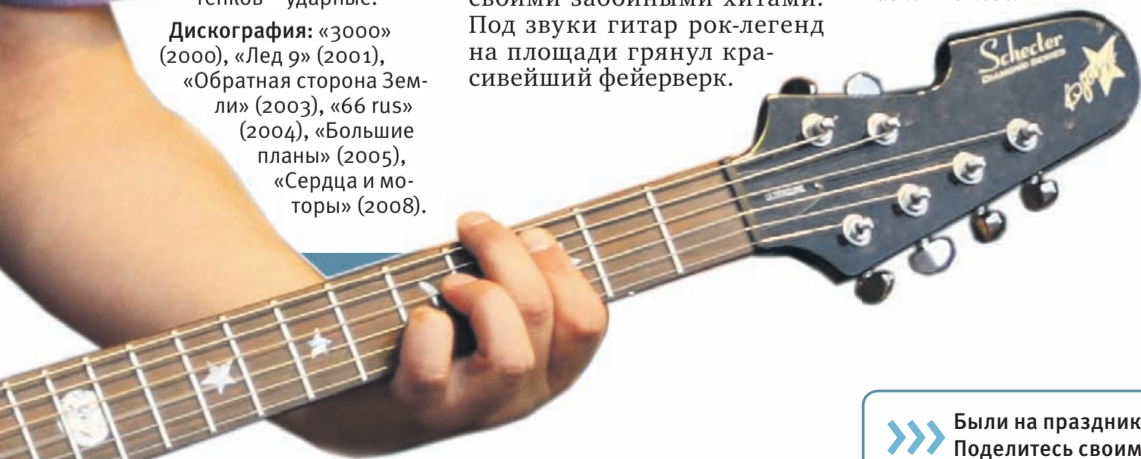 ударные.
Дискография: «3000»
(2000), «Лед 9» (2001),
«Обратная сторона Зем-
ли» (2003), «66 rus»
(2004), «Большие
планы» (2005),
«Сердца и мо-
торы» (2008).
своими забойными хитами.
Под звуки гитар рок-легенд
на площади грянул кра-
сивейший фейерверк.
Schecter
DIAMOND SERIES
Были на праздник
Поделитесь своим